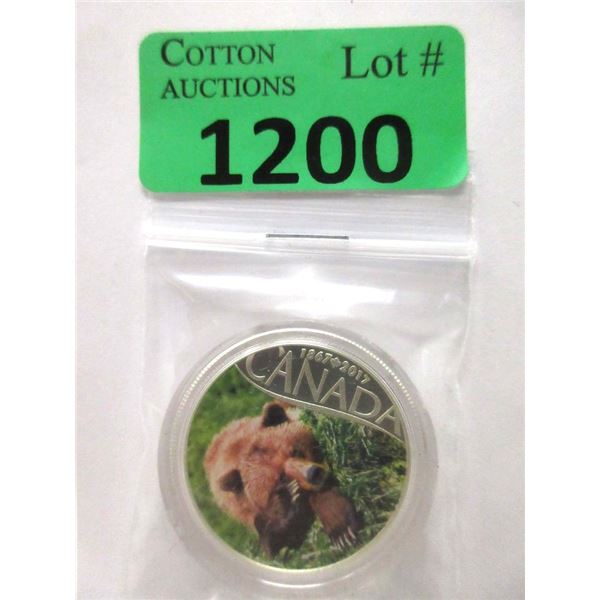 COTTON AUCTIONS Lot #
1200
1867 2017
CANADA